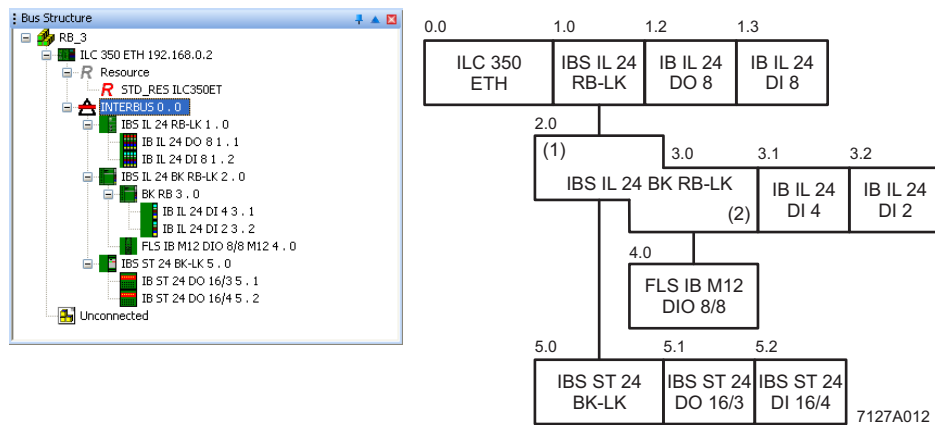 Bus Structure
RB_3
ILC 350 ETH 192.168.0.2
R Resource
R STD_RES ILC350ET
INTERBUS 0 . 0
IBS IL 24 RB-LK 1 . 0
IB IL 24 DO 8 1 . 1
IB IL 24 DI 8 1 . 2
IBS IL 24 BK RB-LK 2 . 0
BK RB 3 . 0
IB IL 24 DI 4 3 . 1
IB IL 24 DI 2 3 . 2
FLS IB M12 DIO 8/8 M12 4 . 0
IBS ST 24 BK-LK 5 . 0
IB ST 24 DO 16/3 5 . 1
IB ST 24 DO 16/4 5 . 2
Unconnected
0.0 1.0 1.2 1.3
ILC 350 ETH
IBS IL 24 RB-LK
IB IL 24 DO 8
IB IL 24 DI 8
2.0
(1)
3.0 3.1 3.2
IBS IL 24 BK RB-LK
(2)
IB IL 24 DI 4
IB IL 24 DI 2
4.0
FLS IB M12
DIO 8/8
5.0 5.1 5.2
IBS ST 24 BK-LK
IBS ST 24 DO 16/3
IBS ST 24 DI 16/4
7127A012